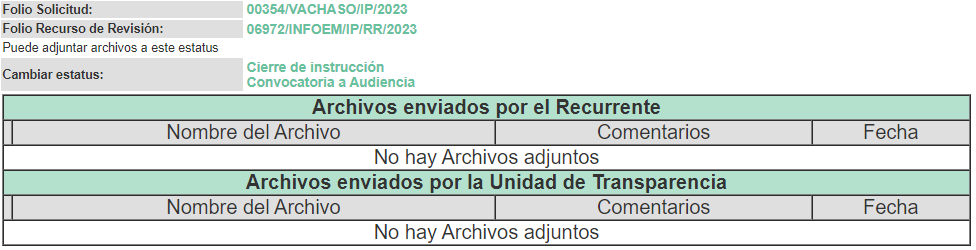 Folio Solicitud: 00354/VACHASO/IP/2023
Folio Recurso de Revisión: 06972/INFOEM/IP/RR/2023
Puede adjuntar archivos a este estatus
Cambiar estatus: Cierre de instrucción
Convocatoria a Audiencia
Archivos enviados por el Recurrente
Nombre del Archivo Comentarios Fecha
No hay Archivos adjuntos
Archivos enviados por la Unidad de Transparencia
Nombre del Archivo Comentarios Fecha
No hay Archivos adjuntos